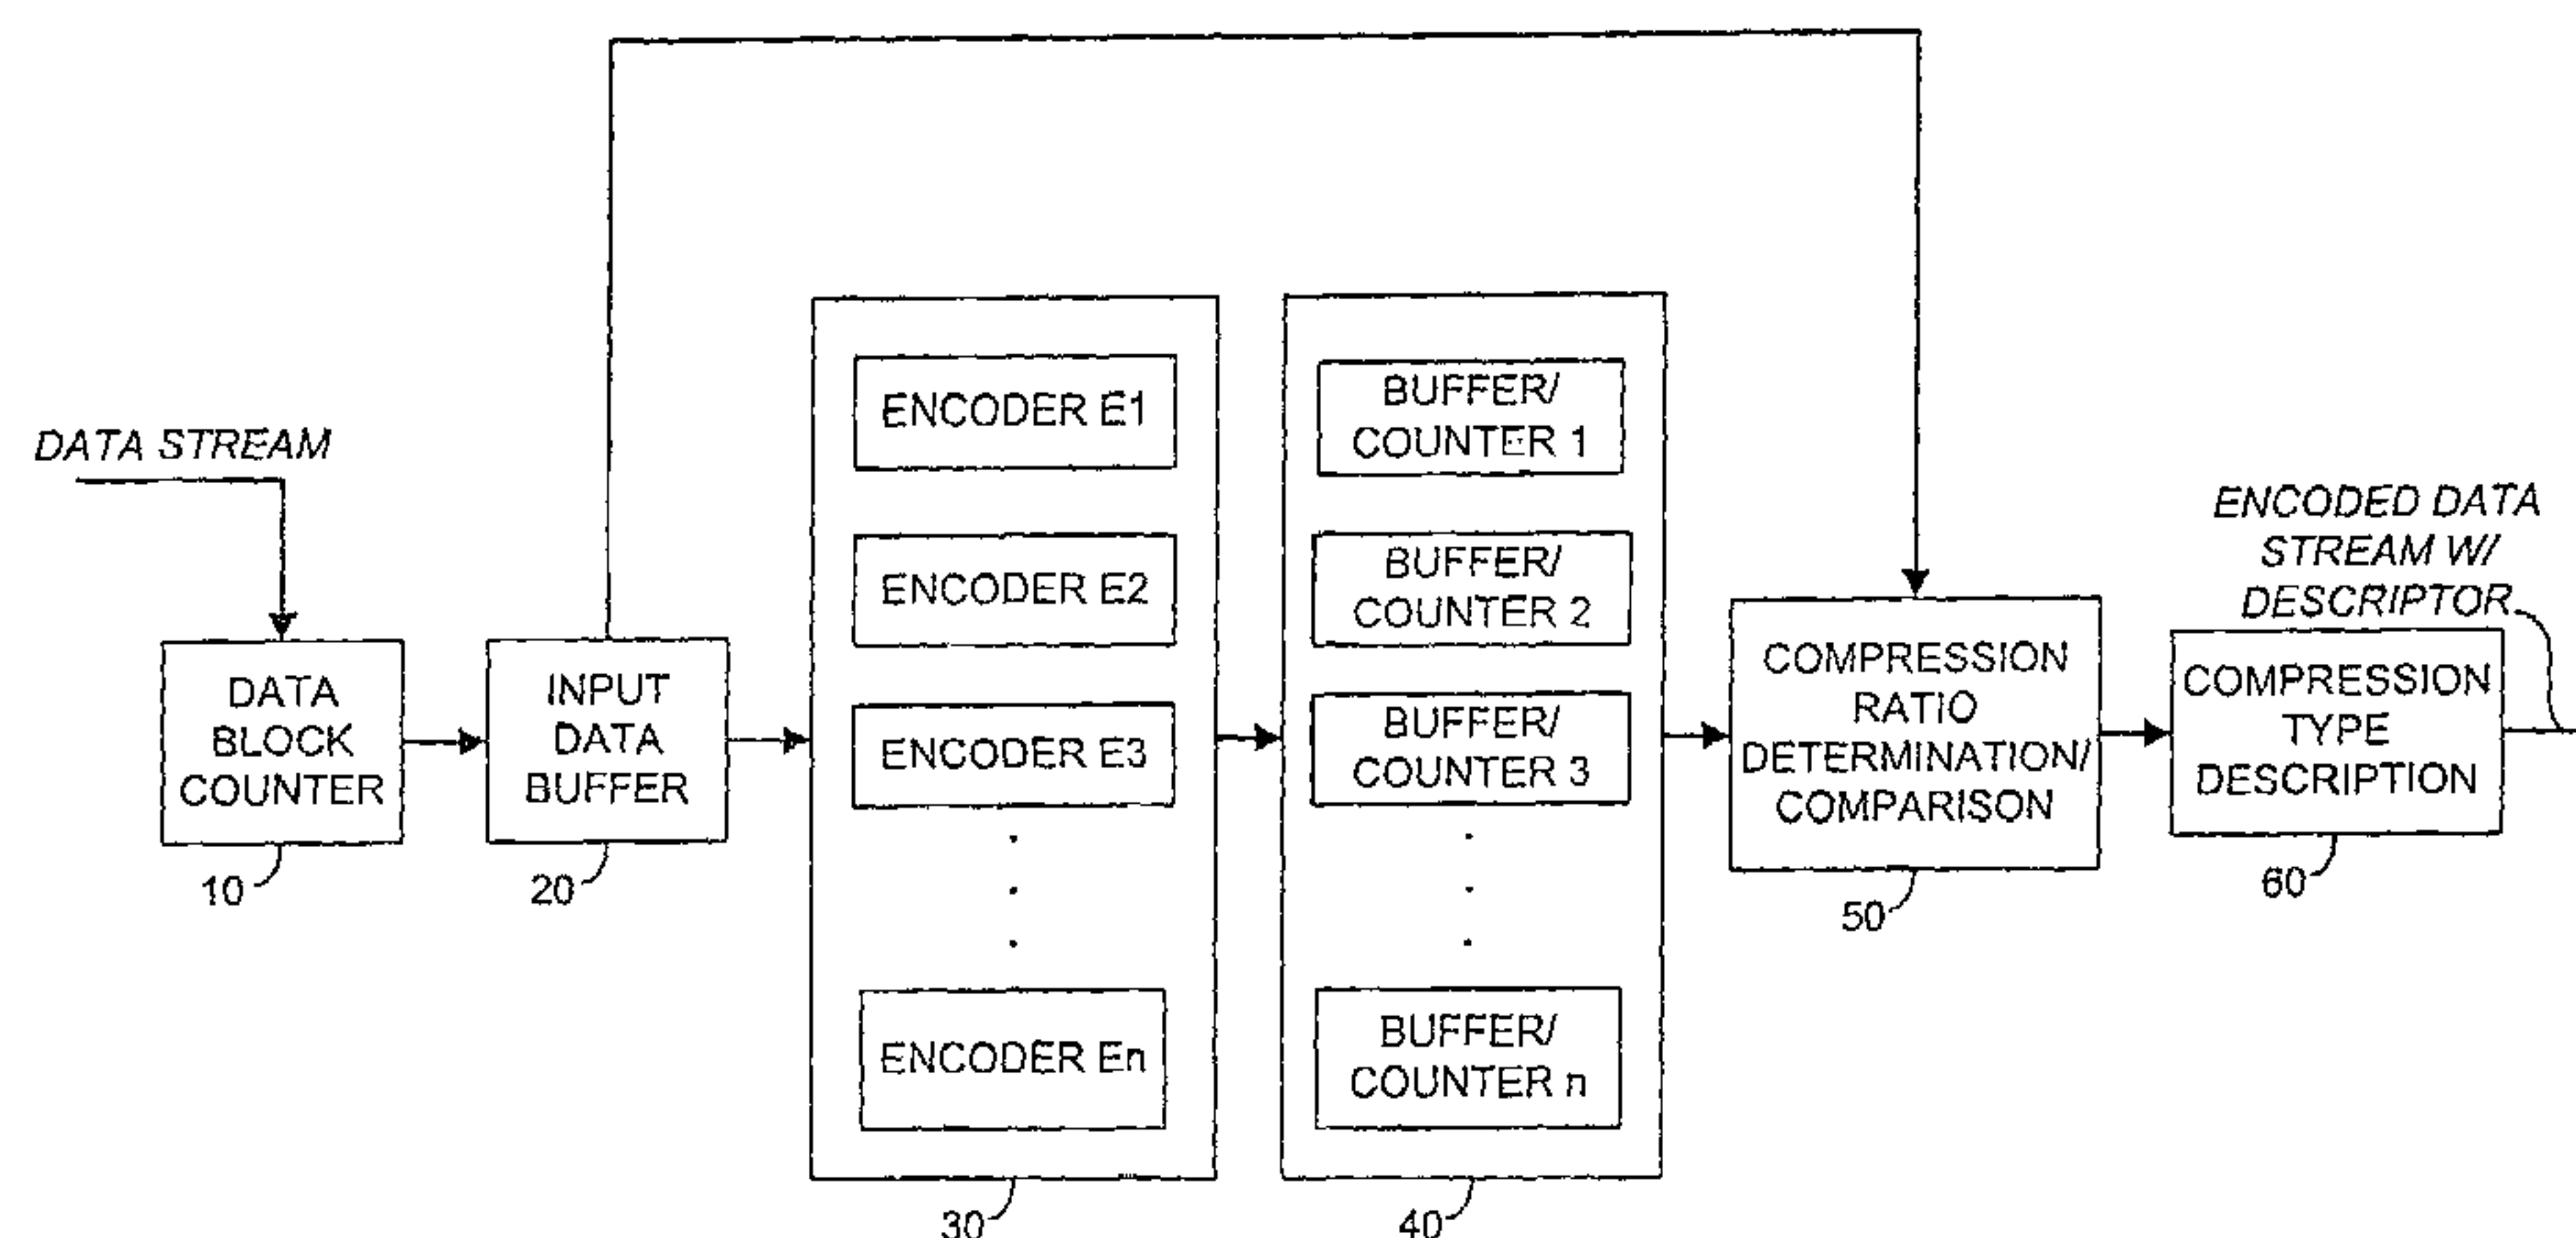 DATA STREAM
DATA
BLOCK
COUNTER
10
INPUT
DATA
BUFFER
20
ENCODER E1
ENCODER E2
ENCODER E3
ENCODER En
30
BUFFER/
COUNTER 1
BUFFER/
COUNTER 2
BUFFER/
COUNTER 3
BUFFER/
COUNTER n
40
COMPRESSION
RATIO
DETERMINATION/
COMPARISON
50
ENCODED DATA
STREAM W/
DESCRIPTOR
COMPRESSION
TYPE
DESCRIPTION
60